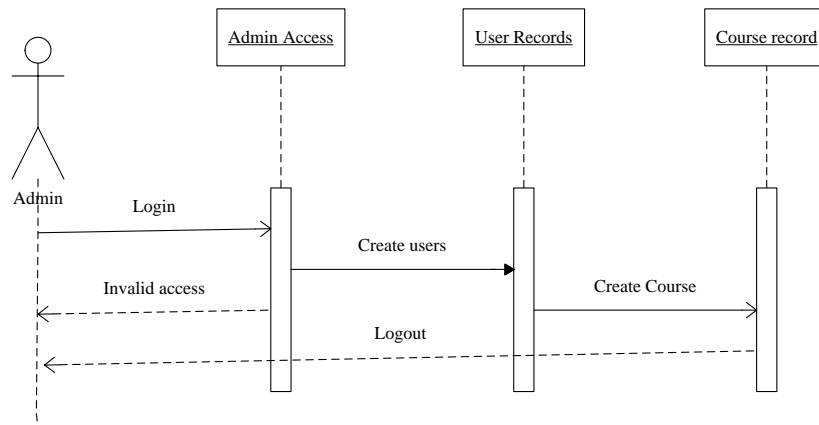 Admin Access
User Records
Course record
Admin
Login
Create users
Invalid access
Create Course
Logout